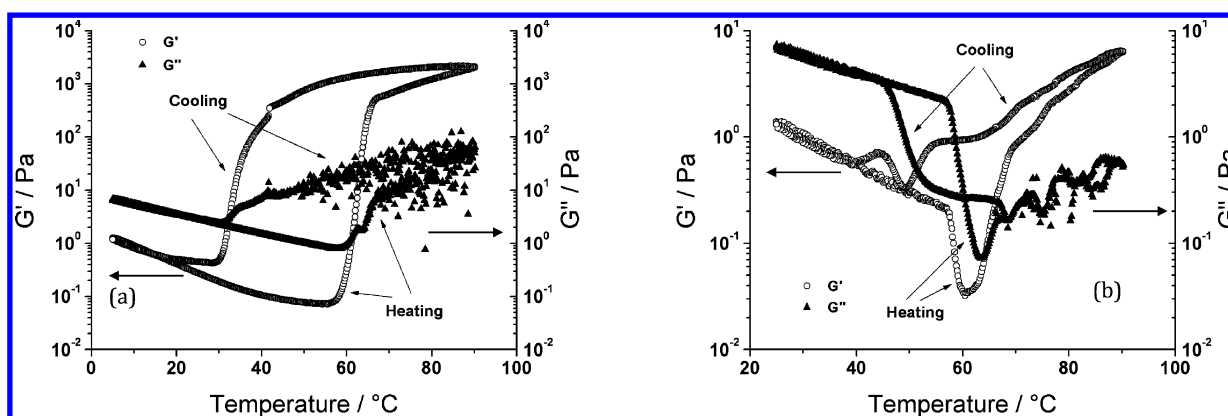 10⁴
10³
10²
10¹
10⁰
10⁻¹
10⁻²
G' / Pa
G'
G''
Cooling
Heating
(a)
0 20 40 60 80 100
Temperature / °C
10⁴
10³
10²
10¹
10⁰
10⁻¹
10⁻²
G'' / Pa
10¹
10⁰
10⁻¹
10⁻²
G' / Pa
Cooling
G'
G''
Heating
(b)
20 40 60 80 100
Temperature / °C
10¹
10⁰
10⁻¹
10⁻²
G'' / Pa